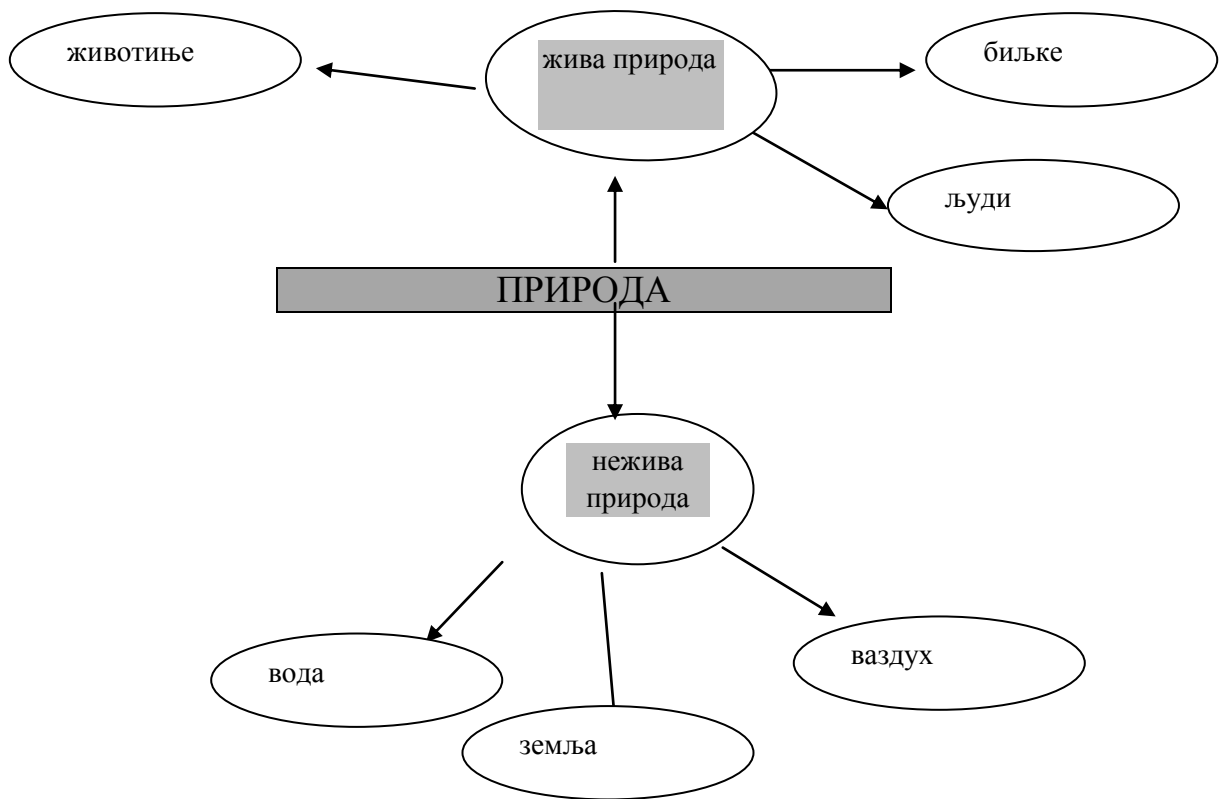 животиње
жива природа
биљке
људи
ПРИРОДА
нежива
природа
вода
ваздух
земља